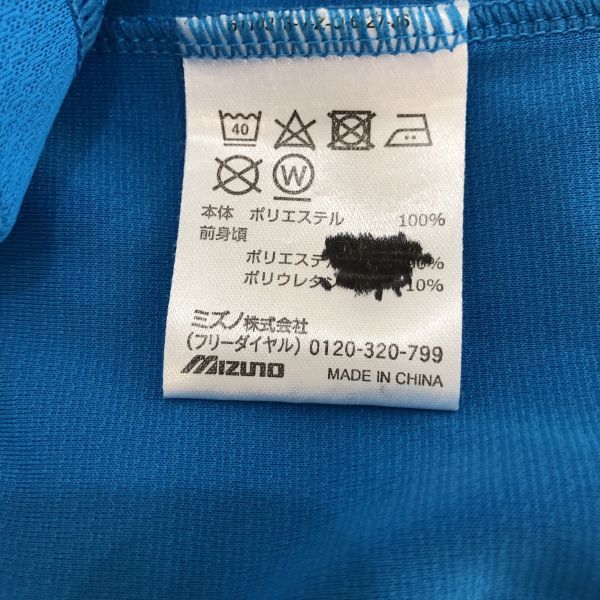 40
W
本体 ポリエステル 100%
前身頃
ポリエステ
ポリウレタン 10%
ミズノ株式会社
(フリーダイヤル) 0120-320-799
MIZUNO MADE IN CHINA